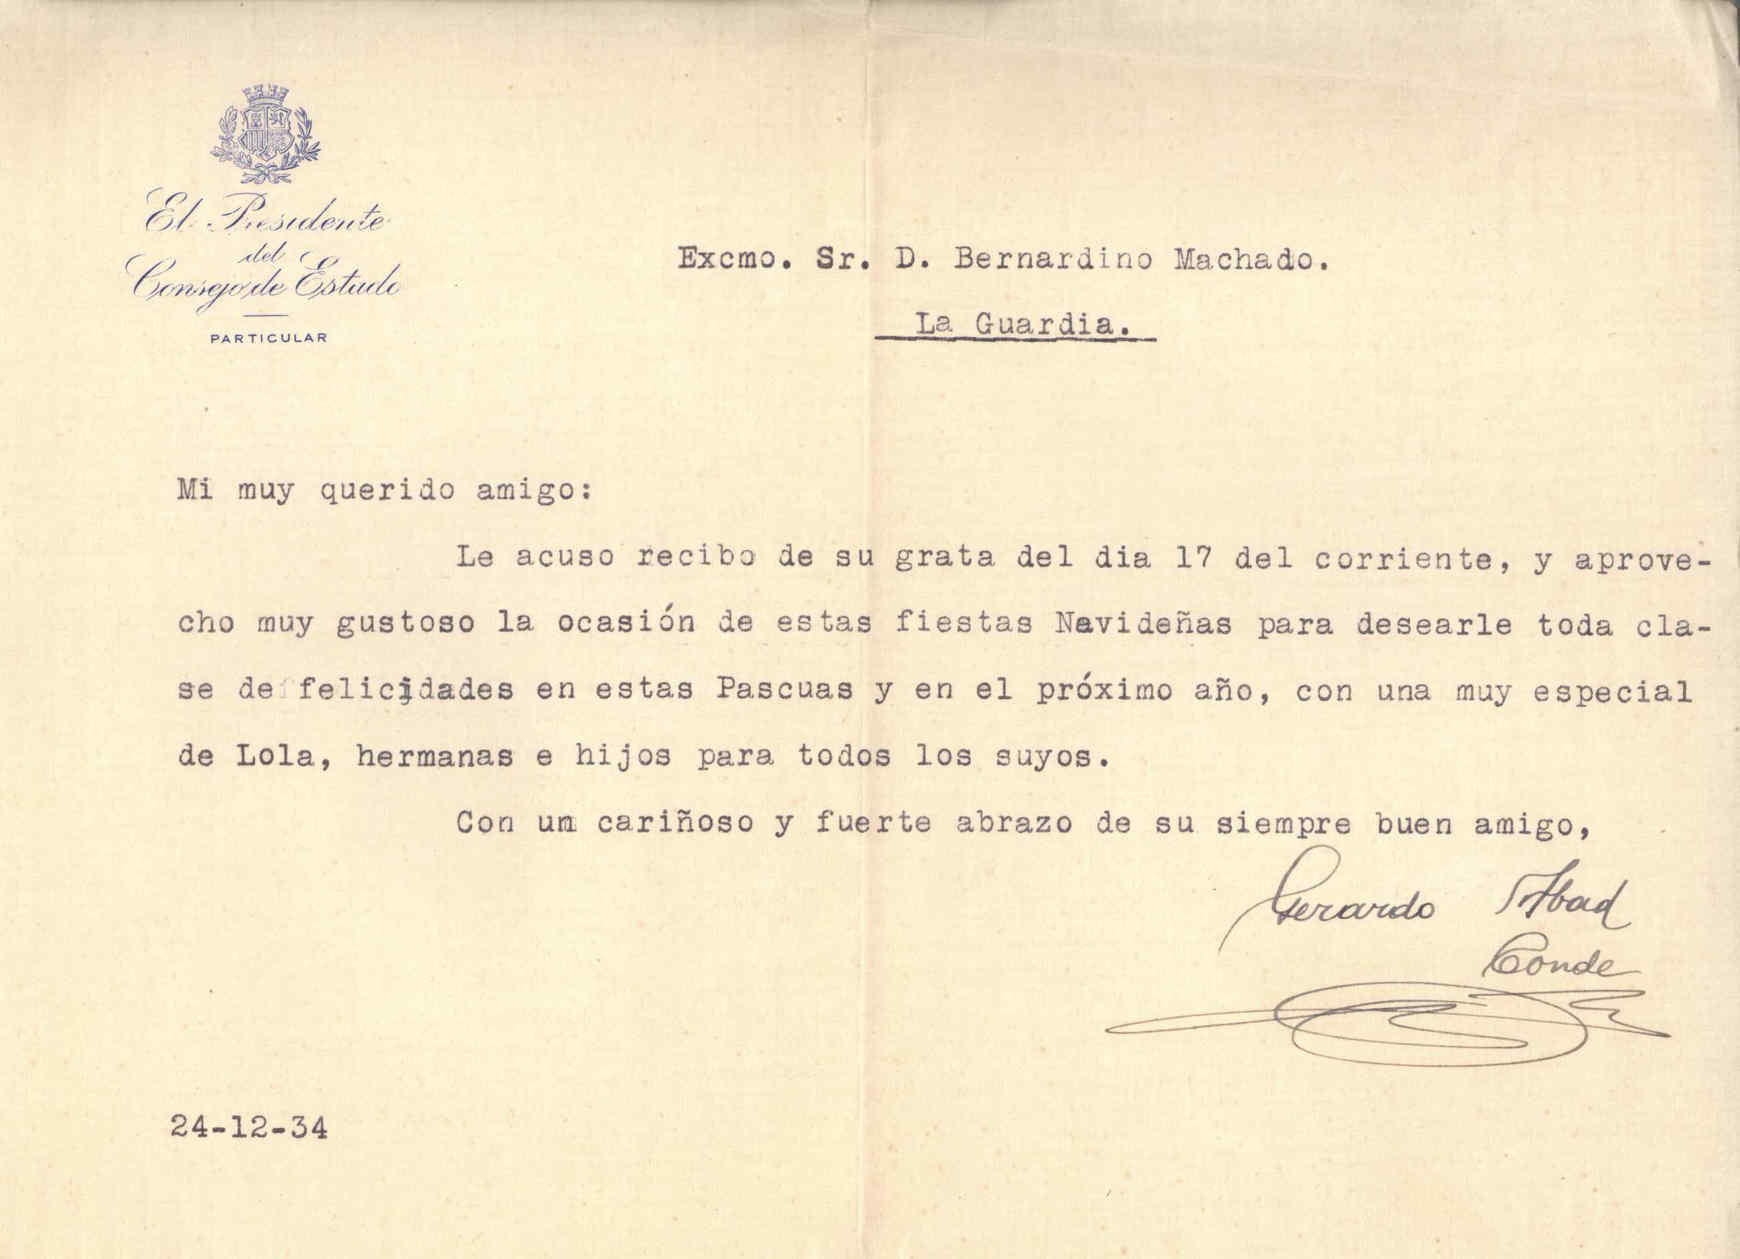 El Presidente
del
Consejo de Estado
PARTICULAR
Excmo. Sr. D. Bernardino Machado.
La Guardia.
Mi muy querido amigo:
Le acuso recibo de su grata del dia 17 del corriente, y aprove-
cho muy gustoso la ocasión de estas fiestas Navideñas para desearle toda cla-
se de felicidades en estas Pascuas y en el próximo año, con una muy especial
de Lola, hermanas e hijos para todos los suyos.
Con un cariñoso y fuerte abrazo de su siempre buen amigo,
Gerardo Abad
Conde
24-12-34